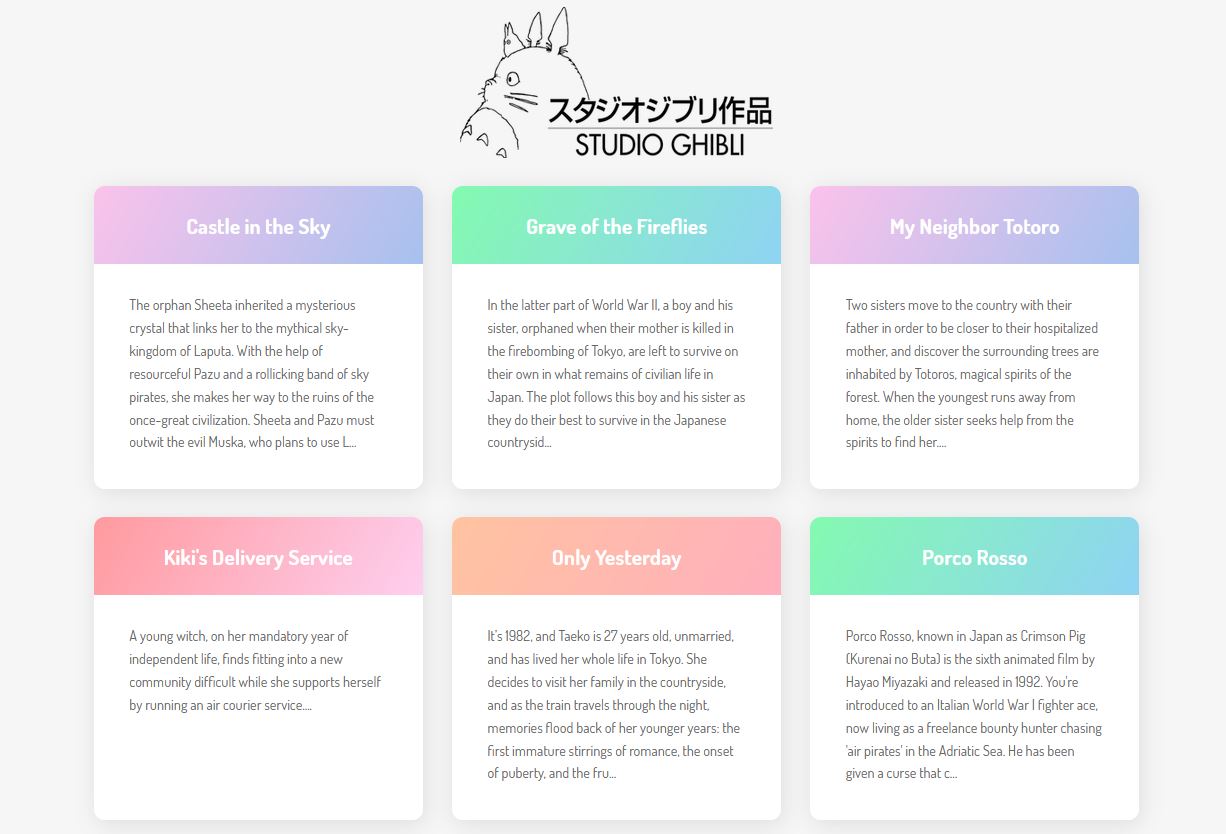 スタジオジブリ作品
STUDIO GHIBLI
Castle in the Sky
The orphan Sheeta inherited a mysterious
crystal that links her to the mythical sky-
kingdom of Laputa. With the help of
resourceful Pazu and a rollicking band of sky
pirates, she makes her way to the ruins of the
once-great civilization. Sheeta and Pazu must
outwit the evil Muska, who plans to use L...
Grave of the Fireflies
In the latter part of World War II, a boy and his
sister, orphaned when their mother is killed in
the firebombing of Tokyo, are left to survive on
their own in what remains of civilian life in
Japan. The plot follows this boy and his sister as
they do their best to survive in the Japanese
countrysid...
My Neighbor Totoro
Two sisters move to the country with their
father in order to be closer to their hospitalized
mother, and discover the surrounding trees are
inhabited by Totoros, magical spirits of the
forest. When the youngest runs away from
home, the older sister seeks help from the
spirits to find her....
Kiki's Delivery Service
A young witch, on her mandatory year of
independent life, finds fitting into a new
community difficult while she supports herself
by running an air courier service....
Only Yesterday
It's 1982, and Taeko is 27 years old, unmarried,
and has lived her whole life in Tokyo. She
decides to visit her family in the countryside,
and as the train travels through the night,
memories flood back of her younger years: the
first immature stirrings of romance, the onset
of puberty, and the fru...
Porco Rosso
Porco Rosso, known in Japan as Crimson Pig
(Kurenai no Buta) is the sixth animated film by
Hayao Miyazaki and released in 1992. You're
introduced to an Italian World War I fighter ace,
now living as a freelance bounty hunter chasing
'air pirates' in the Adriatic Sea. He has been
given a curse that c...